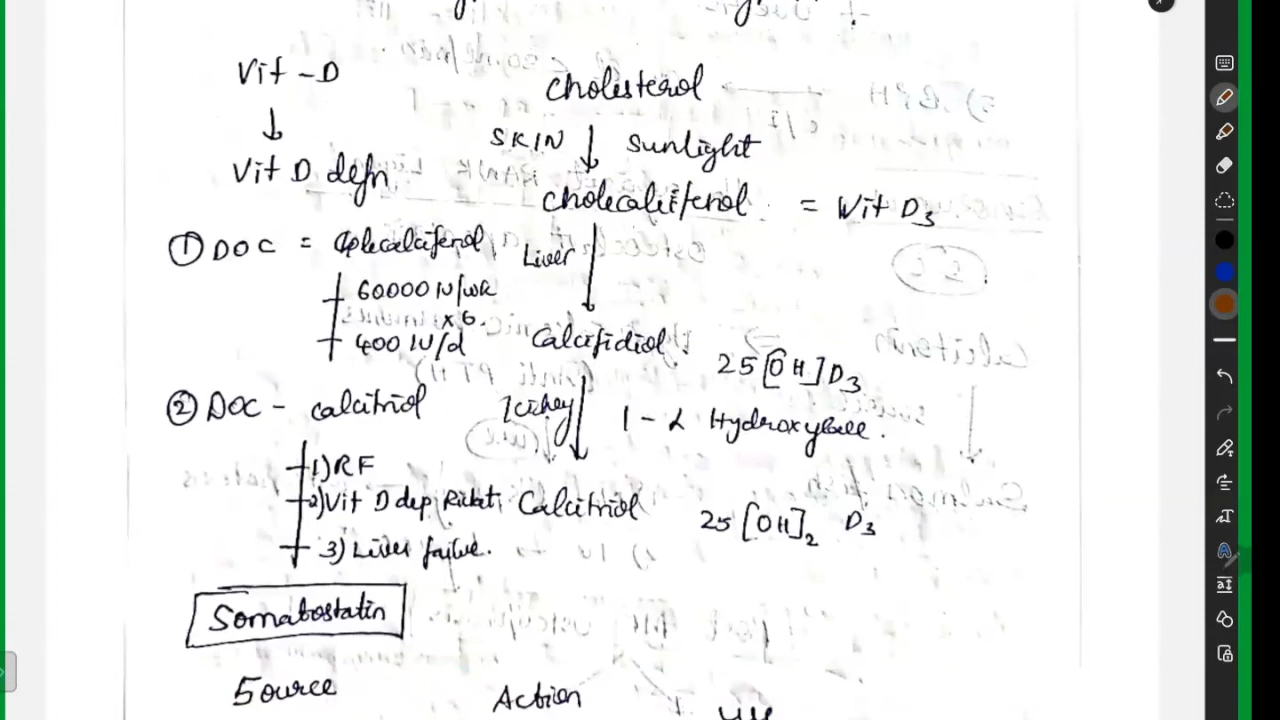 Vit - D
Vit D defn
① DOC = Cholecalciferol
60000 IU/wk
x6.
400 IU/d
② DOC - Calcitriol
1) RF
2) Vit D dep Rickets
3) Liver failure.
Cholesterol
SKIN Sunlight
Cholecalciferol = Vit D3
Liver
Calcifidiol 25[OH]D3
Kidney 1-α Hydroxylase.
Calcitriol 25[OH]2 D3
Somatostatin
Source Action